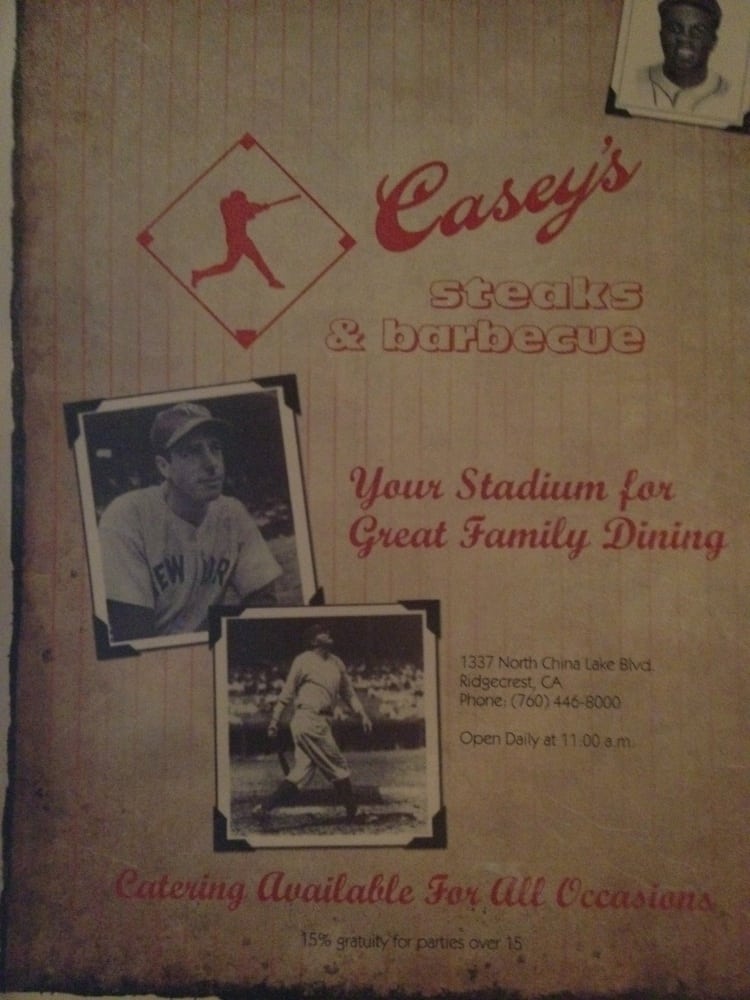 Casey's
steaks
& barbecue
Your Stadium for
Great Family Dining
NEW YORK
1337 North China Lake Blvd.
Ridgecrest, CA
Phone: (760) 446-8000
Open Daily at 11:00 a.m.
Catering Available For All Occasions
15% gratuity for parties over 15